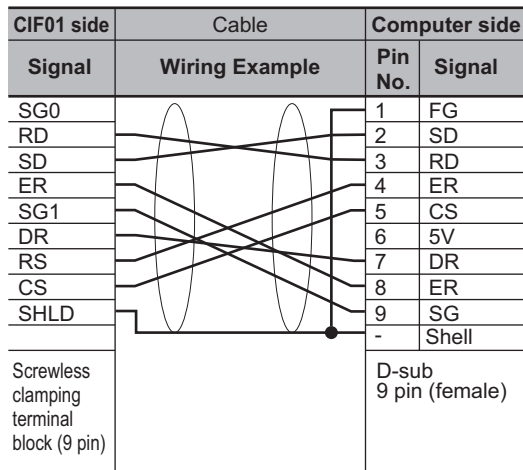 CIF01 side Cable Computer side
Signal Wiring Example Pin No. Signal
SG0 1 FG
RD 2 SD
SD 3 RD
ER 4 ER
SG1 5 CS
DR 6 5V
RS 7 DR
CS 8 ER
SHLD 9 SG
- Shell
Screwless
clamping
terminal
block (9 pin)
D-sub
9 pin (female)